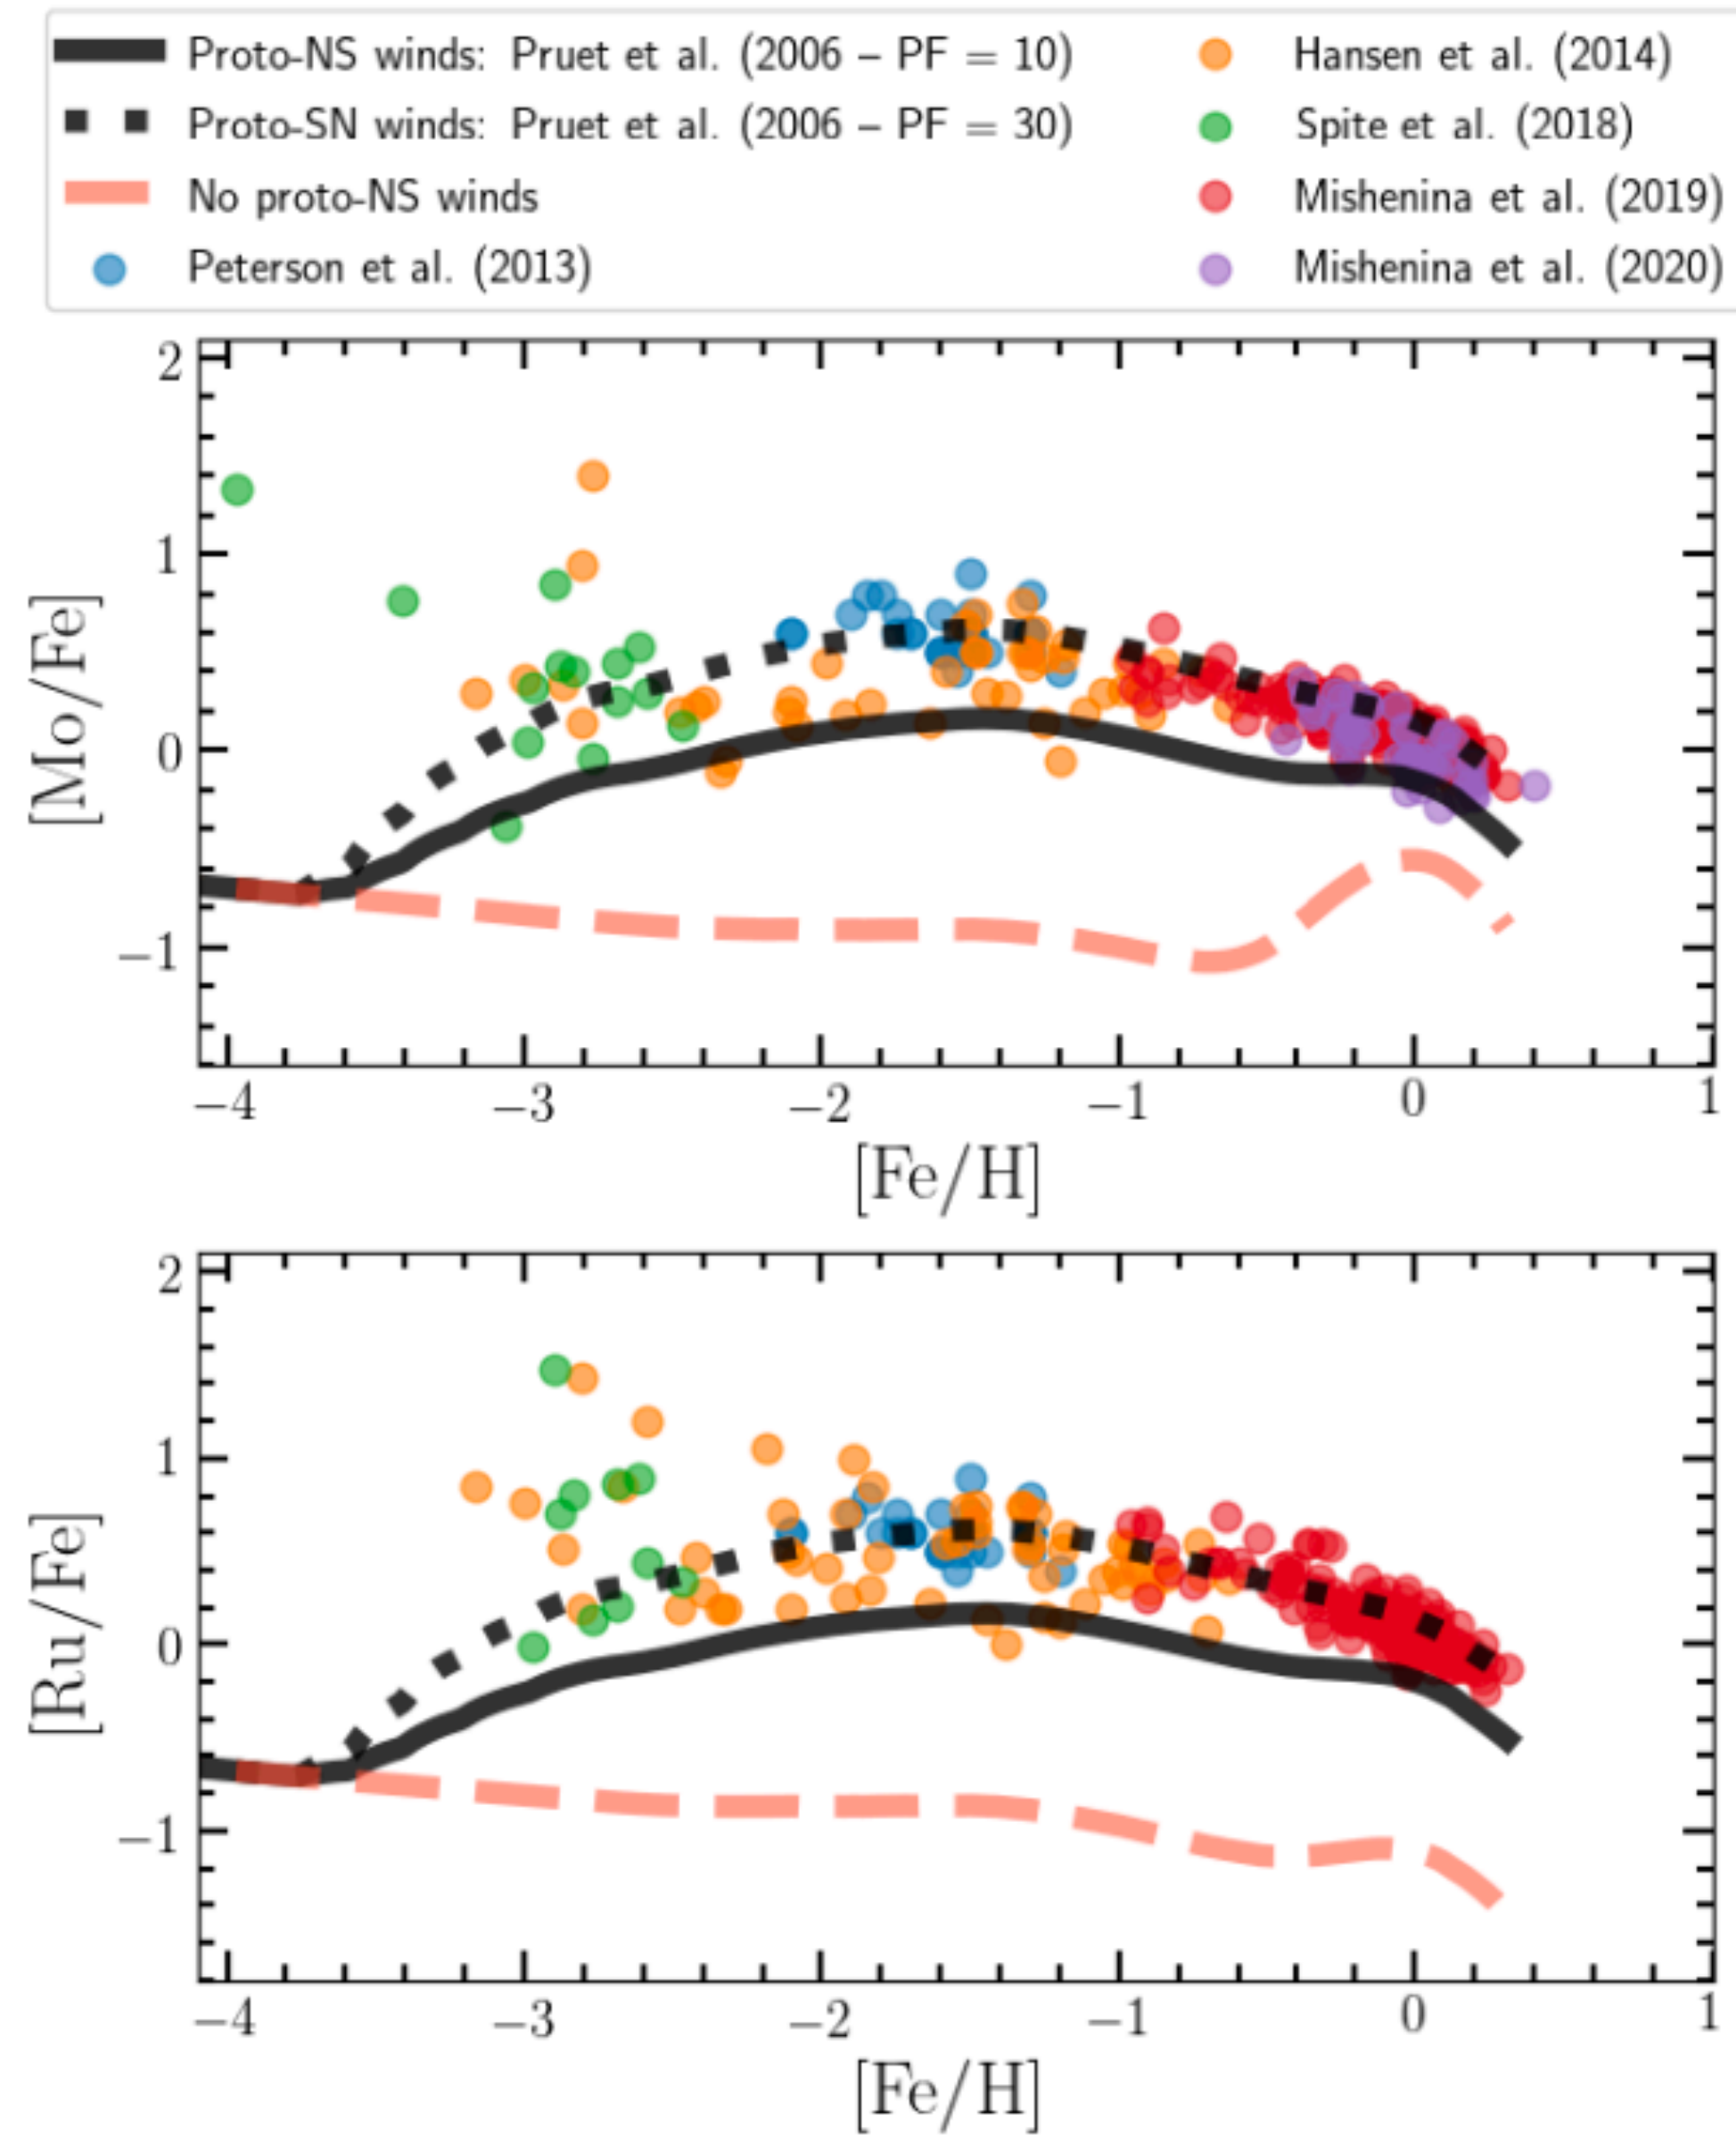 Proto-NS winds: Pruet et al. (2006 – PF = 10)
Proto-SN winds: Pruet et al. (2006 – PF = 30)
No proto-NS winds
Peterson et al. (2013)
Hansen et al. (2014)
Spite et al. (2018)
Mishenina et al. (2019)
Mishenina et al. (2020)
[Mo/Fe]
2
1
0
−1
−4 −3 −2 −1 0 1
[Fe/H]
[Ru/Fe]
2
1
0
−1
−4 −3 −2 −1 0 1
[Fe/H]